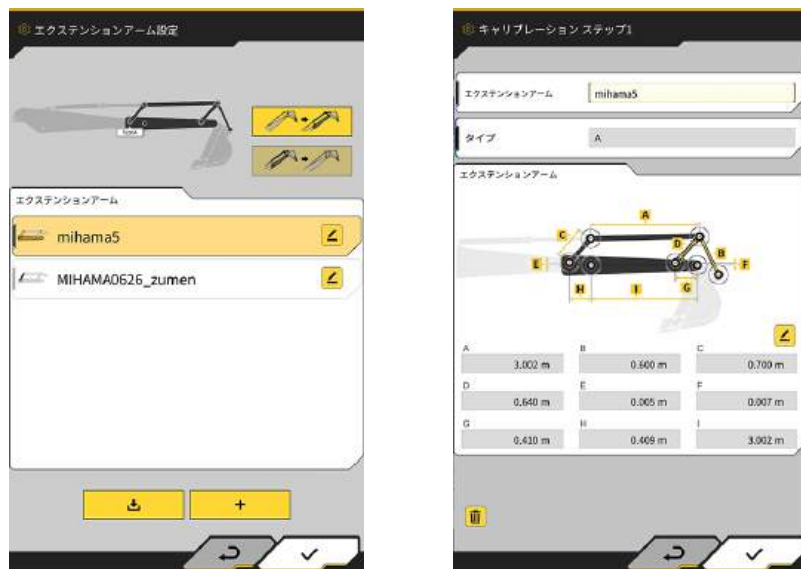 エクステンションアーム設定
エクステンションアーム
mihama5
MIHAMA0626_zumen
キャリブレーション ステップ1
エクステンションアーム
mihama5
タイプ
A
エクステンションアーム
A
C
D
B
E
F
H
I
G
A
B
C
3.002 m
0.600 m
0.700 m
D
E
F
0.640 m
0.005 m
0.007 m
G
H
I
0.410 m
0.409 m
3.002 m